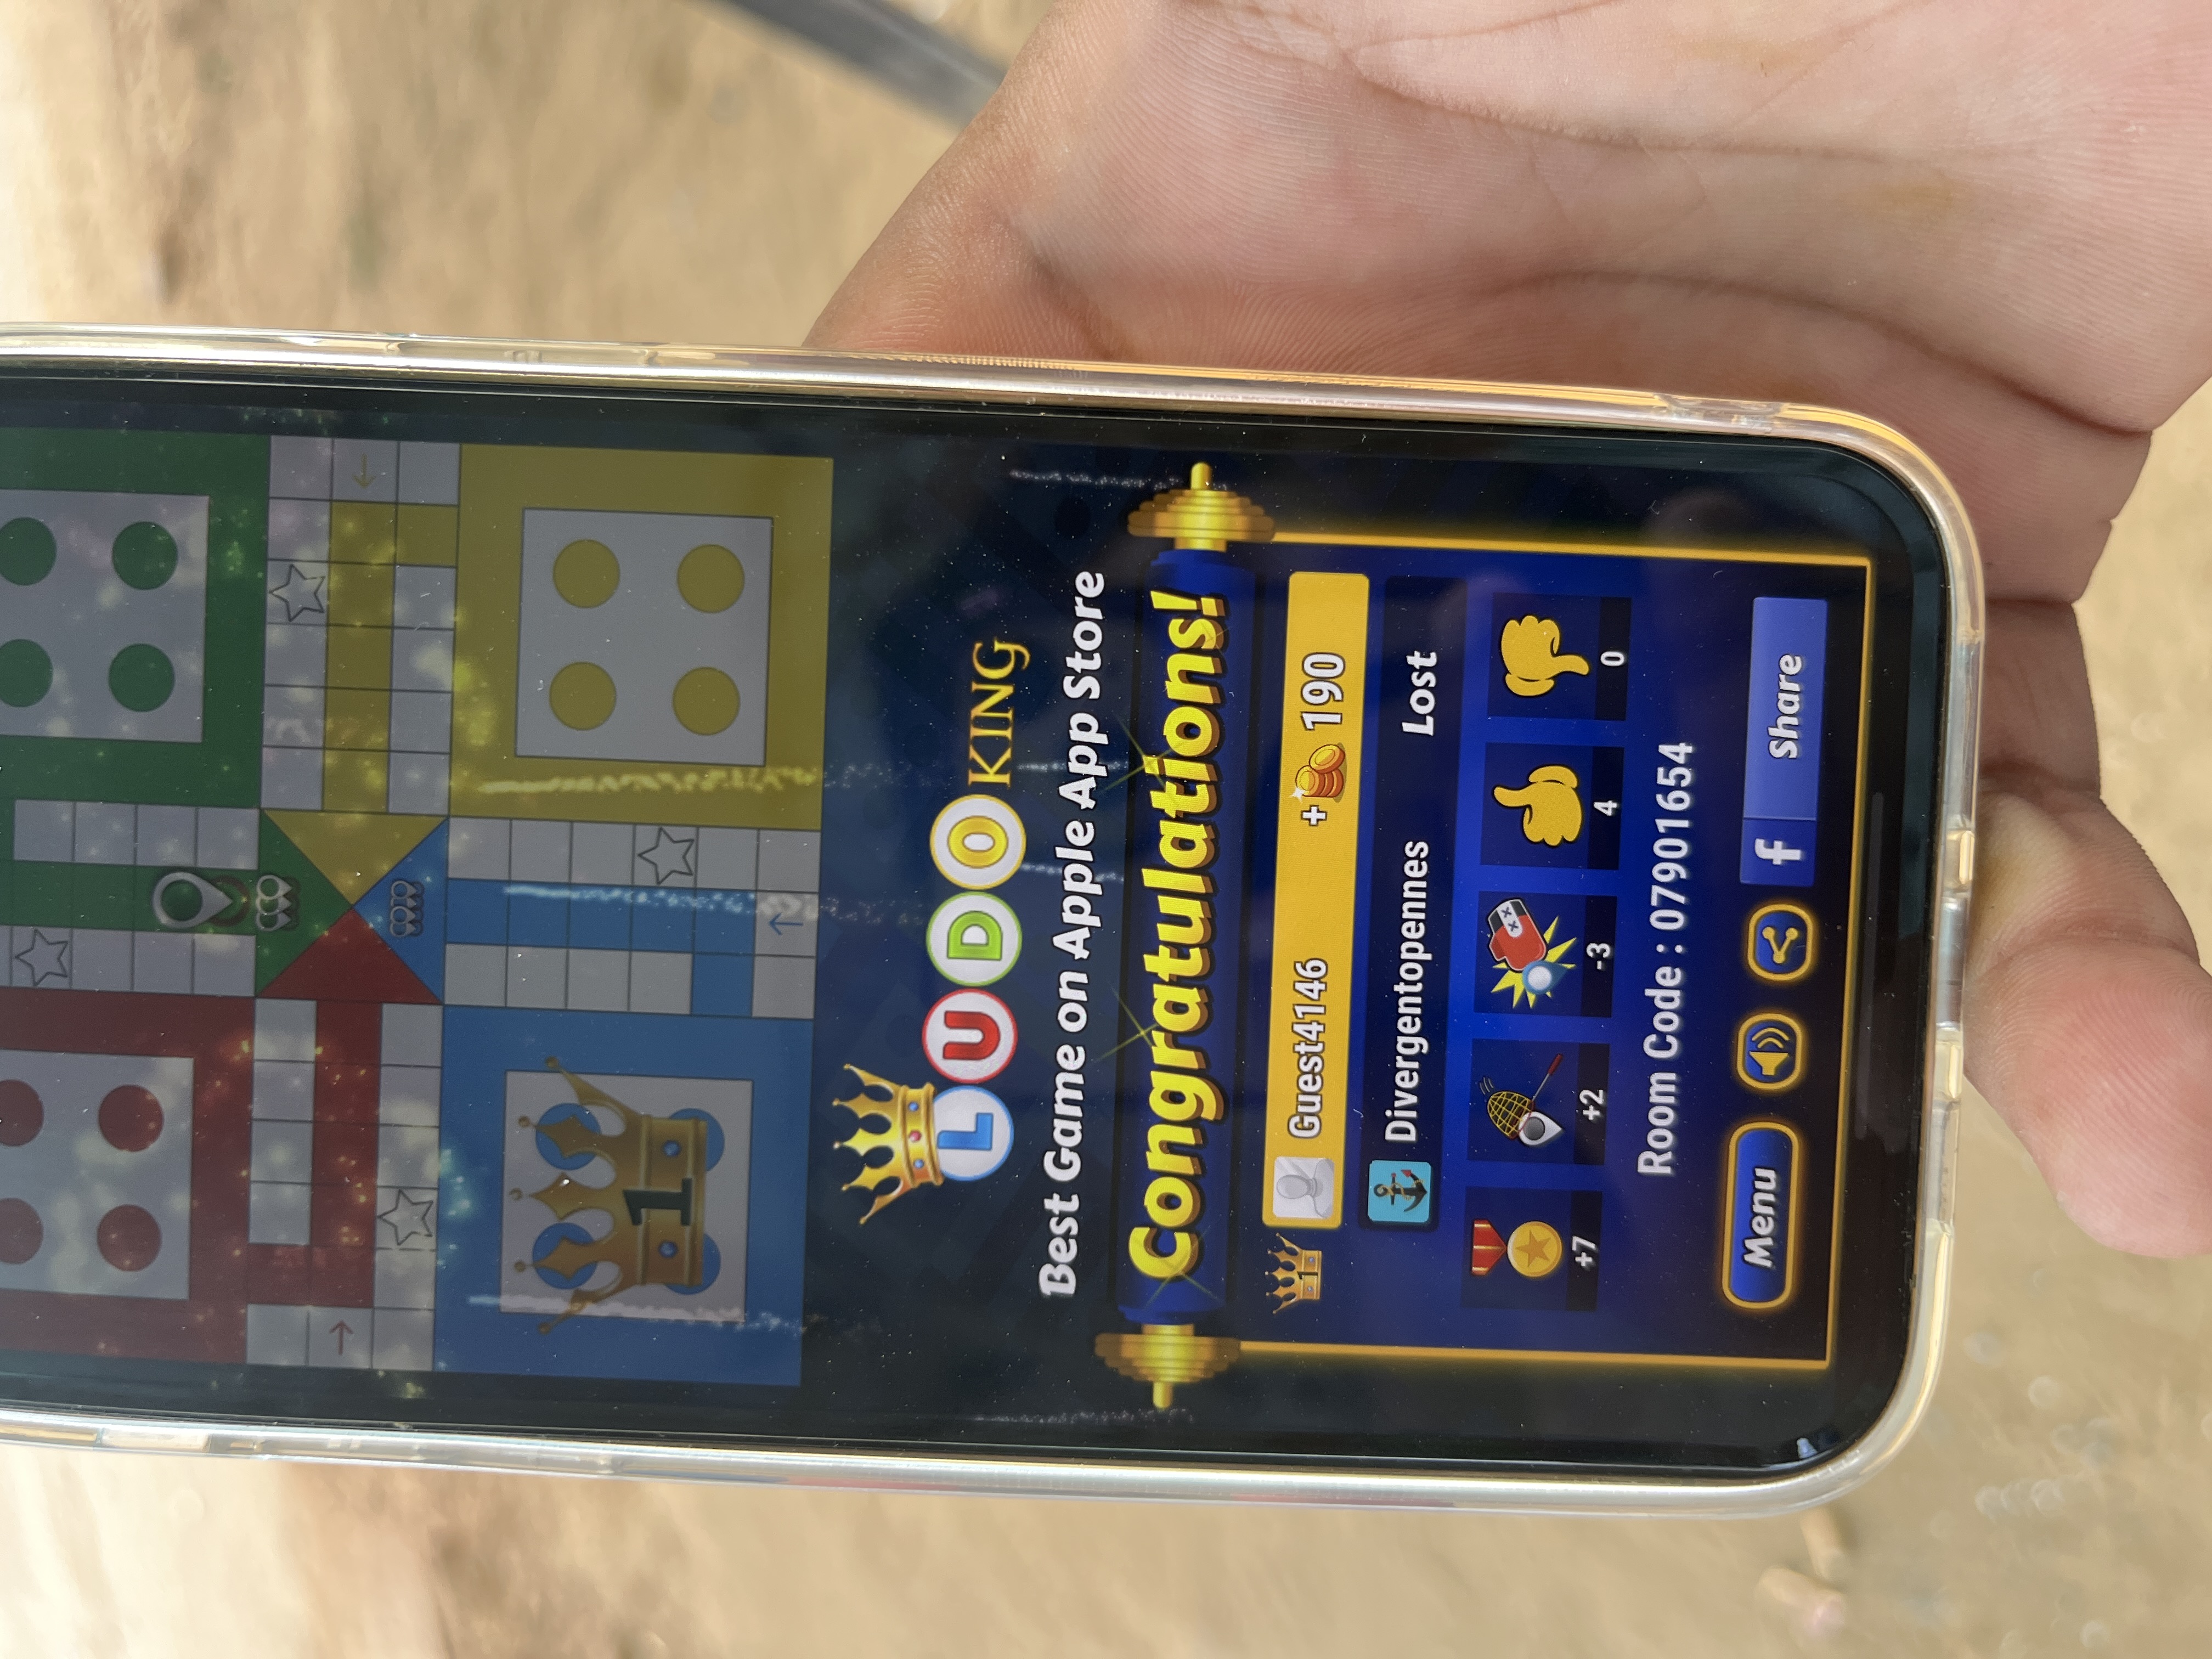 1
LUDO KING
Best Game on Apple App Store
Congratulations!
1 Guest4146 + 190
Divergentopennes Lost
+7 +2 -3 4 0
Room Code : 07901654
Menu f Share